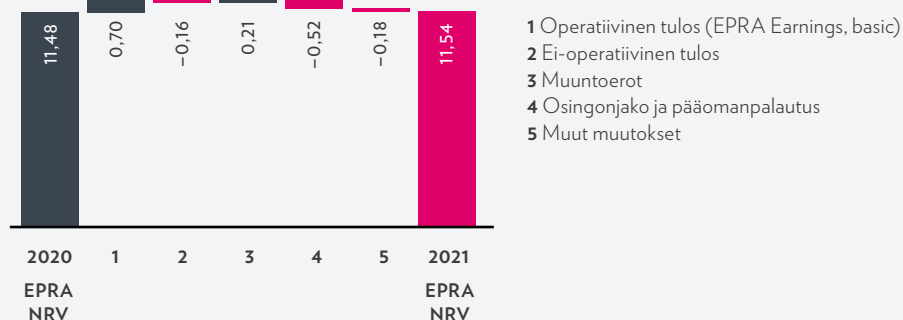 11,48
0,70
−0,16
0,21
−0,52
−0,18
11,54
1 Operatiivinen tulos (EPRA Earnings, basic)
2 Ei-operatiivinen tulos
3 Muuntoerot
4 Osingonjako ja pääomanpalautus
5 Muut muutokset
2020 1 2 3 4 5 2021
EPRA EPRA
NRV NRV